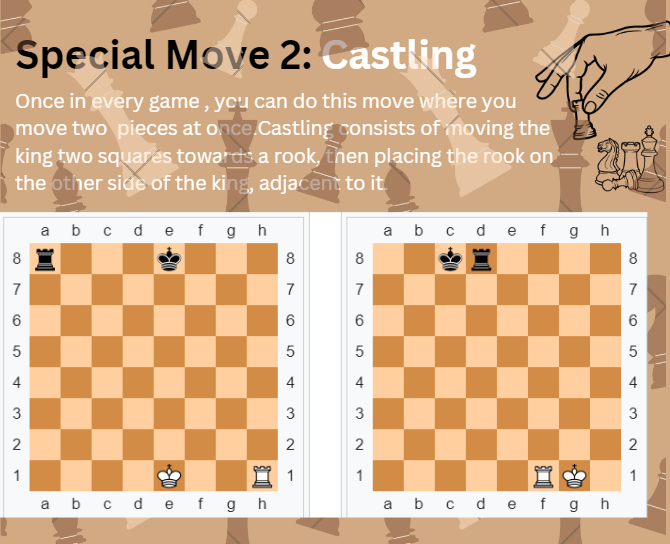 Special Move 2: Castling
Once in every game , you can do this move where you
move two pieces at once.Castling consists of moving the
king two squares towards a rook, then placing the rook on
the other side of the king, adjacent to it
a b c d e f g h
8 8
7 7
6 6
5 5
4 4
3 3
2 2
1 1
a b c d e f g h
a b c d e f g h
8 8
7 7
6 6
5 5
4 4
3 3
2 2
1 1
a b c d e f g h